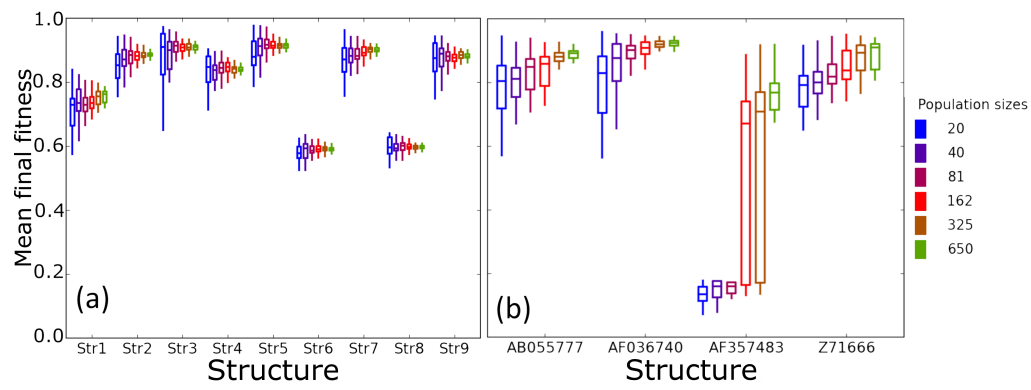 1.0
0.8
0.6
0.4
0.2
0.0
Mean final fitness
(a)
Str1 Str2 Str3 Str4 Str5 Str6 Str7 Str8 Str9
Structure
(b)
AB055777 AF036740 AF357483 Z71666
Structure
Population sizes
20
40
81
162
325
650